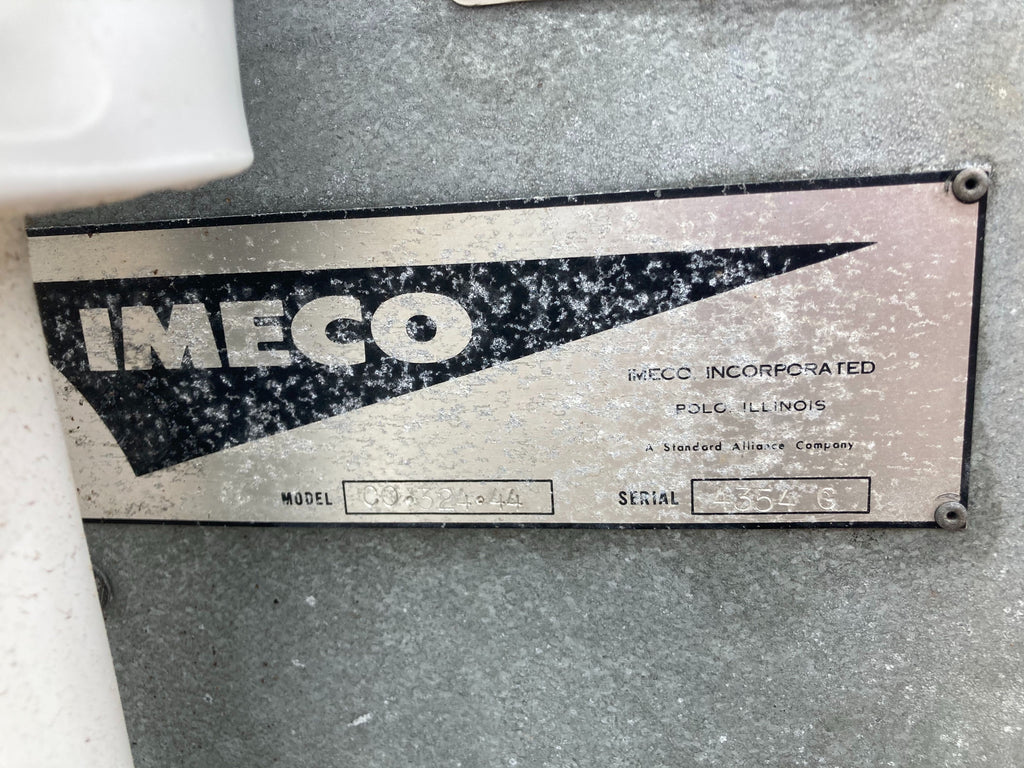 IMECO
IMECO INCORPORATED
POLO, ILLINOIS
A Standard Alliance Company
MODEL
SERIAL 4354 G